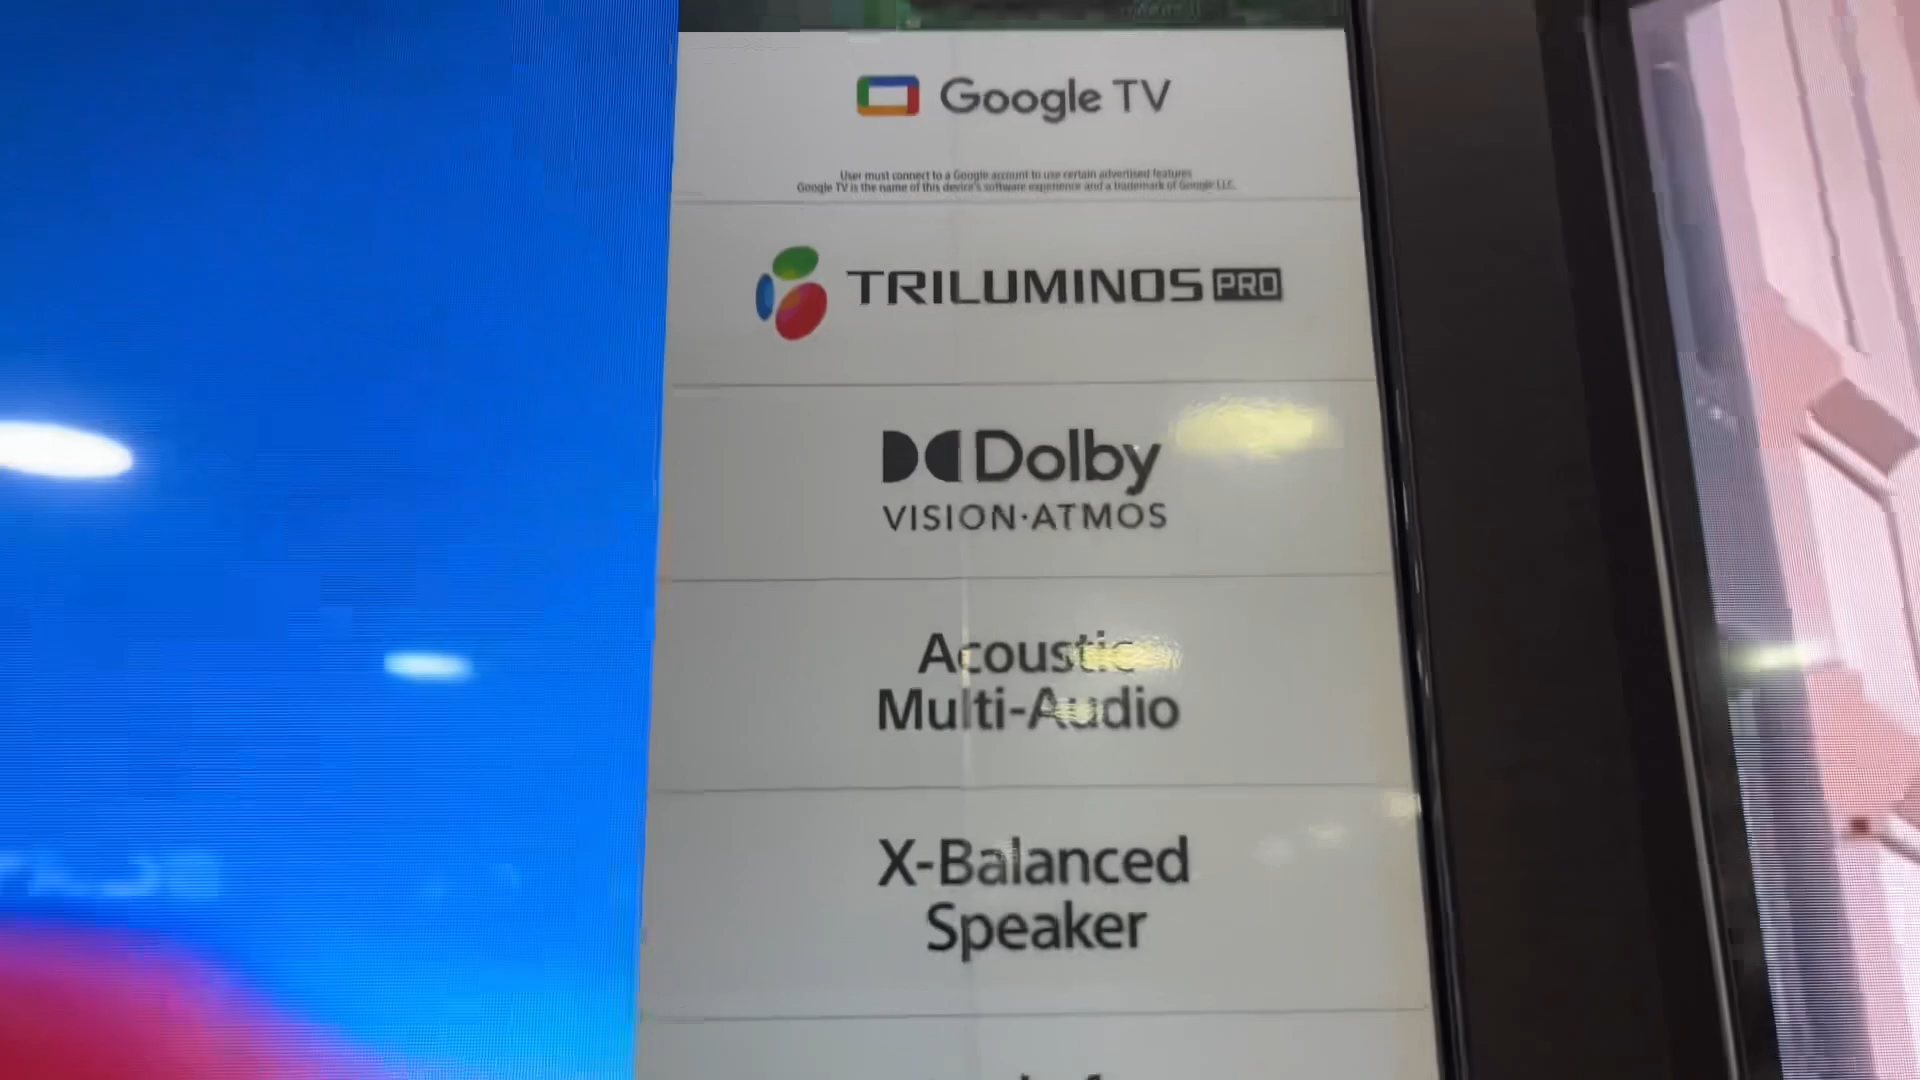 Google TV
User must connect to a Google account to use certain advertised features
Google TV is the name of this device's software experience and a trademark of Google LLC.
TRILUMINOS PRO
Dolby
VISION·ATMOS
Acoustic
Multi-Audio
X-Balanced
Speaker